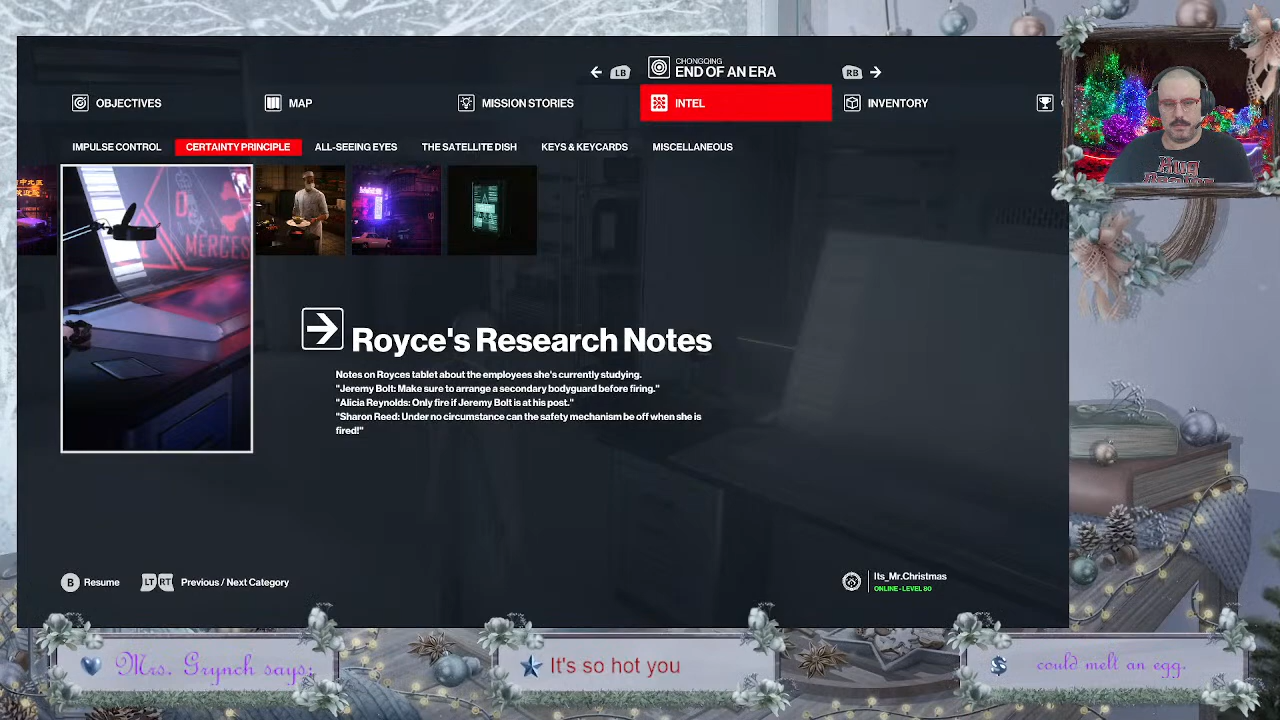 LB
CHONGQING
END OF AN ERA
RB
OBJECTIVES
MAP
MISSION STORIES
INTEL
INVENTORY
IMPULSE CONTROL
CERTAINTY PRINCIPLE
ALL-SEEING EYES
THE SATELLITE DISH
KEYS & KEYCARDS
MISCELLANEOUS
MERCES
Royce's Research Notes
Notes on Royces tablet about the employees she's currently studying.
"Jeremy Bolt: Make sure to arrange a secondary bodyguard before firing."
"Alicia Reynolds: Only fire if Jeremy Bolt is at his post."
"Sharon Reed: Under no circumstance can the safety mechanism be off when she is
fired!"
B Resume
LT RT Previous / Next Category
Its_Mr.Christmas
ONLINE - LEVEL 80
Mrs. Grynch says:
It's so hot you
could melt an egg.